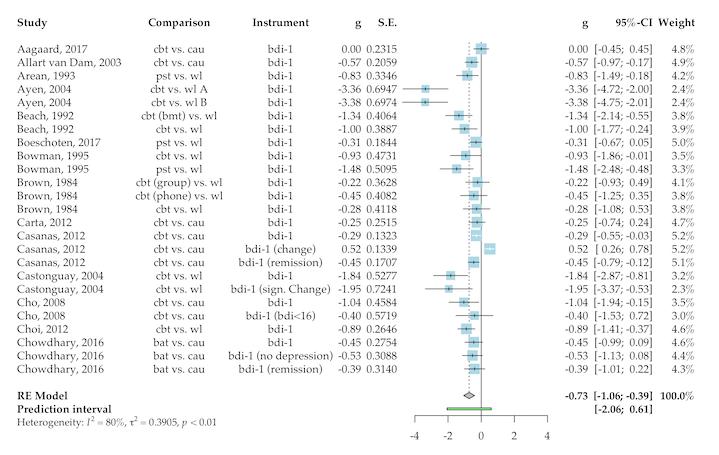 Study Comparison Instrument g S.E. g 95%-CI Weight
Aagaard, 2017 cbt vs. cau bdi-1 0.00 0.2315 0.00 [-0.45; 0.45] 4.8%
Allart van Dam, 2003 cbt vs. cau bdi-1 -0.57 0.2059 -0.57 [-0.97; -0.17] 4.9%
Arean, 1993 pst vs. wl bdi-1 -0.83 0.3346 -0.83 [-1.49; -0.18] 4.2%
Ayen, 2004 cbt vs. wl A bdi-1 -3.36 0.6947 -3.36 [-4.72; -2.00] 2.4%
Ayen, 2004 cbt vs. wl B bdi-1 -3.38 0.6974 -3.38 [-4.75; -2.01] 2.4%
Beach, 1992 cbt (bmt) vs. wl bdi-1 -1.34 0.4064 -1.34 [-2.14; -0.55] 3.8%
Beach, 1992 cbt vs. wl bdi-1 -1.00 0.3887 -1.00 [-1.77; -0.24] 3.9%
Boeschoten, 2017 pst vs. wl bdi-1 -0.31 0.1844 -0.31 [-0.67; 0.05] 5.0%
Bowman, 1995 cbt vs. wl bdi-1 -0.93 0.4731 -0.93 [-1.86; -0.01] 3.5%
Bowman, 1995 pst vs. wl bdi-1 -1.48 0.5095 -1.48 [-2.48; -0.48] 3.3%
Brown, 1984 cbt (group) vs. wl bdi-1 -0.22 0.3628 -0.22 [-0.93; 0.49] 4.1%
Brown, 1984 cbt (phone) vs. wl bdi-1 -0.45 0.4082 -0.45 [-1.25; 0.35] 3.8%
Brown, 1984 cbt vs. wl bdi-1 -0.28 0.4118 -0.28 [-1.08; 0.53] 3.8%
Carta, 2012 cbt vs. cau bdi-1 -0.25 0.2515 -0.25 [-0.74; 0.24] 4.7%
Casanas, 2012 cbt vs. cau bdi-1 -0.29 0.1323 -0.29 [-0.55; -0.03] 5.2%
Casanas, 2012 cbt vs. cau bdi-1 (change) 0.52 0.1339 0.52 [ 0.26; 0.78] 5.2%
Casanas, 2012 cbt vs. cau bdi-1 (remission) -0.45 0.1707 -0.45 [-0.79; -0.12] 5.1%
Castonguay, 2004 cbt vs. wl bdi-1 -1.84 0.5277 -1.84 [-2.87; -0.81] 3.2%
Castonguay, 2004 cbt vs. wl bdi-1 (sign. Change) -1.95 0.7241 -1.95 [-3.37; -0.53] 2.3%
Cho, 2008 cbt vs. cau bdi-1 -1.04 0.4584 -1.04 [-1.94; -0.15] 3.5%
Cho, 2008 cbt vs. cau bdi-1 (bdi<16) -0.40 0.5719 -0.40 [-1.53; 0.72] 3.0%
Choi, 2012 cbt vs. wl bdi-1 -0.89 0.2646 -0.89 [-1.41; -0.37] 4.6%
Chowdhary, 2016 bat vs. cau bdi-1 -0.45 0.2754 -0.45 [-0.99; 0.09] 4.6%
Chowdhary, 2016 bat vs. cau bdi-1 (no depression) -0.53 0.3088 -0.53 [-1.13; 0.08] 4.4%
Chowdhary, 2016 bat vs. cau bdi-1 (remission) -0.39 0.3140 -0.39 [-1.01; 0.22] 4.3%
RE Model -0.73 [-1.06; -0.39] 100.0%
Prediction interval [-2.06; 0.61]
Heterogeneity: I² = 80%, τ² = 0.3905, p < 0.01
-4 -2 0 2 4